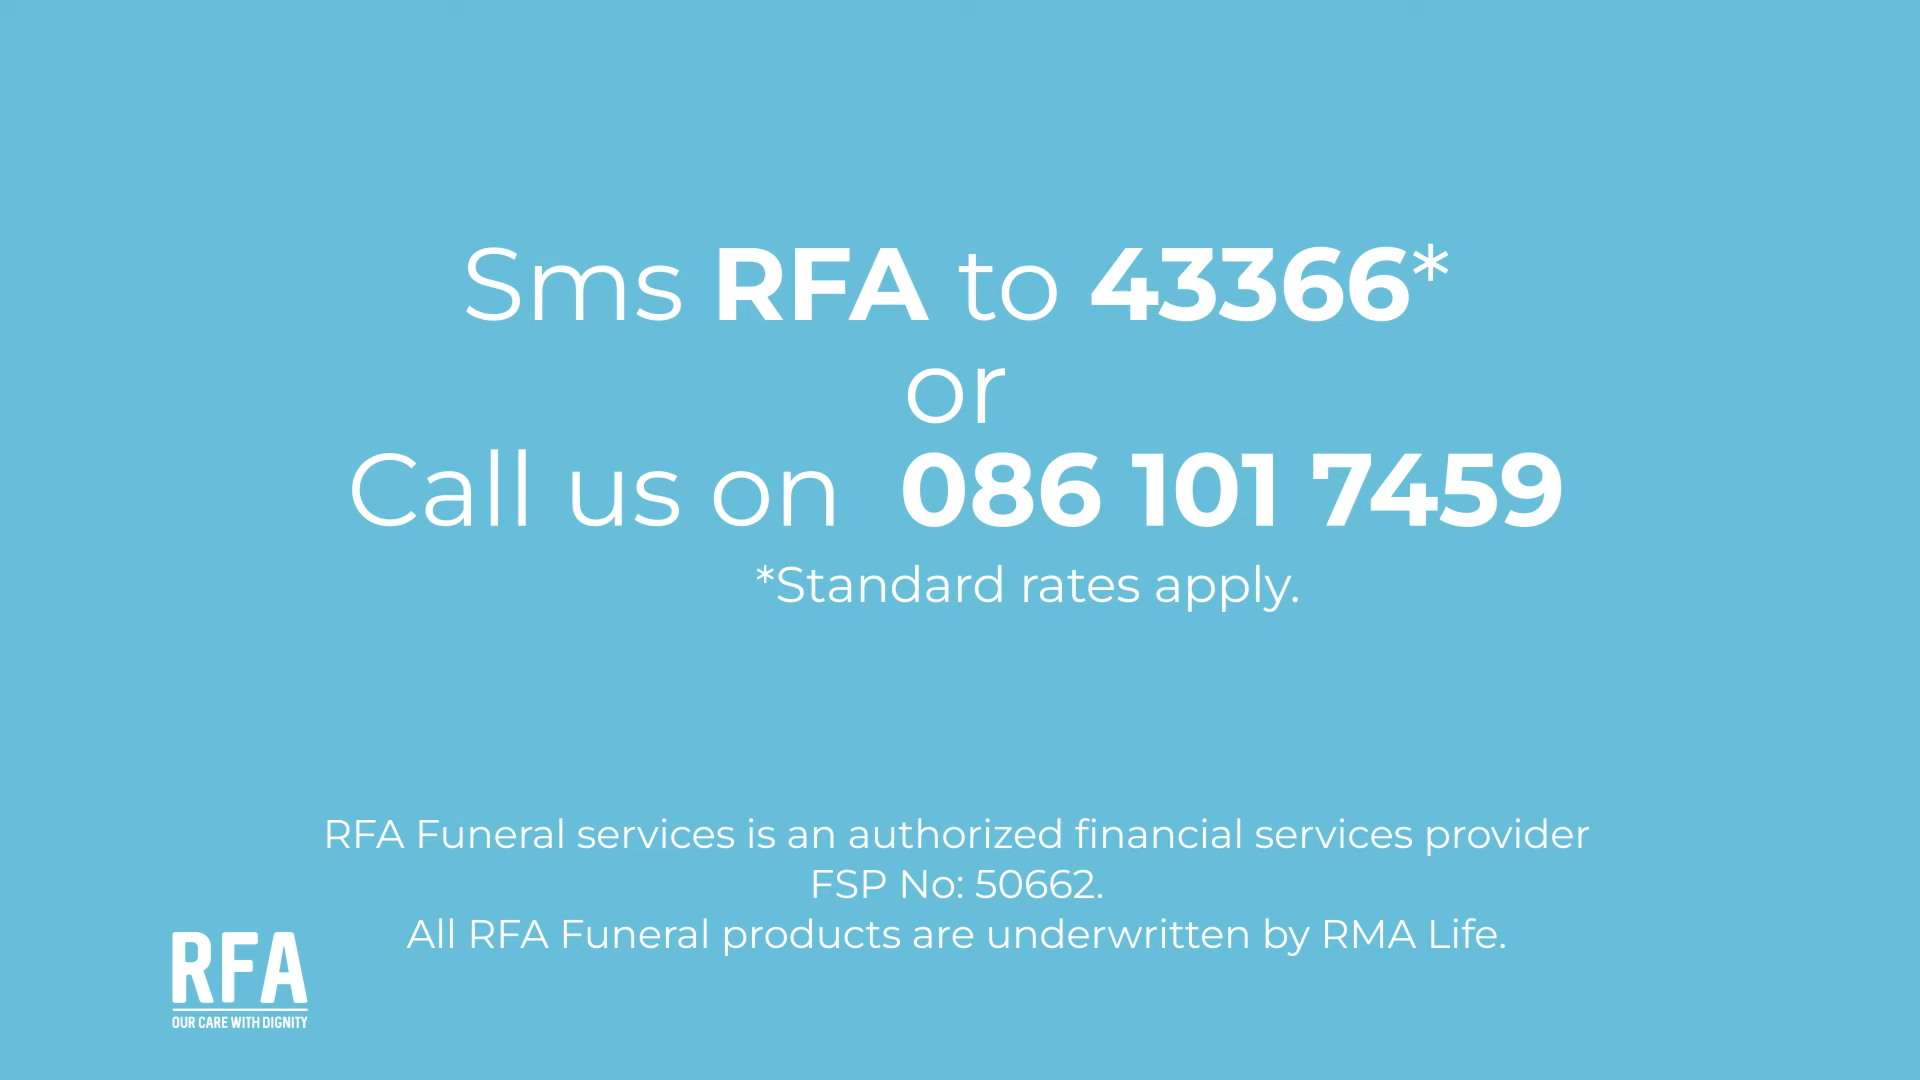 Sms RFA to 43366*
or
Call us on 086 101 7459
*Standard rates apply.
RFA Funeral services is an authorized financial services provider
FSP No: 50662.
All RFA Funeral products are underwritten by RMA Life.
RFA
OUR CARE WITH DIGNITY